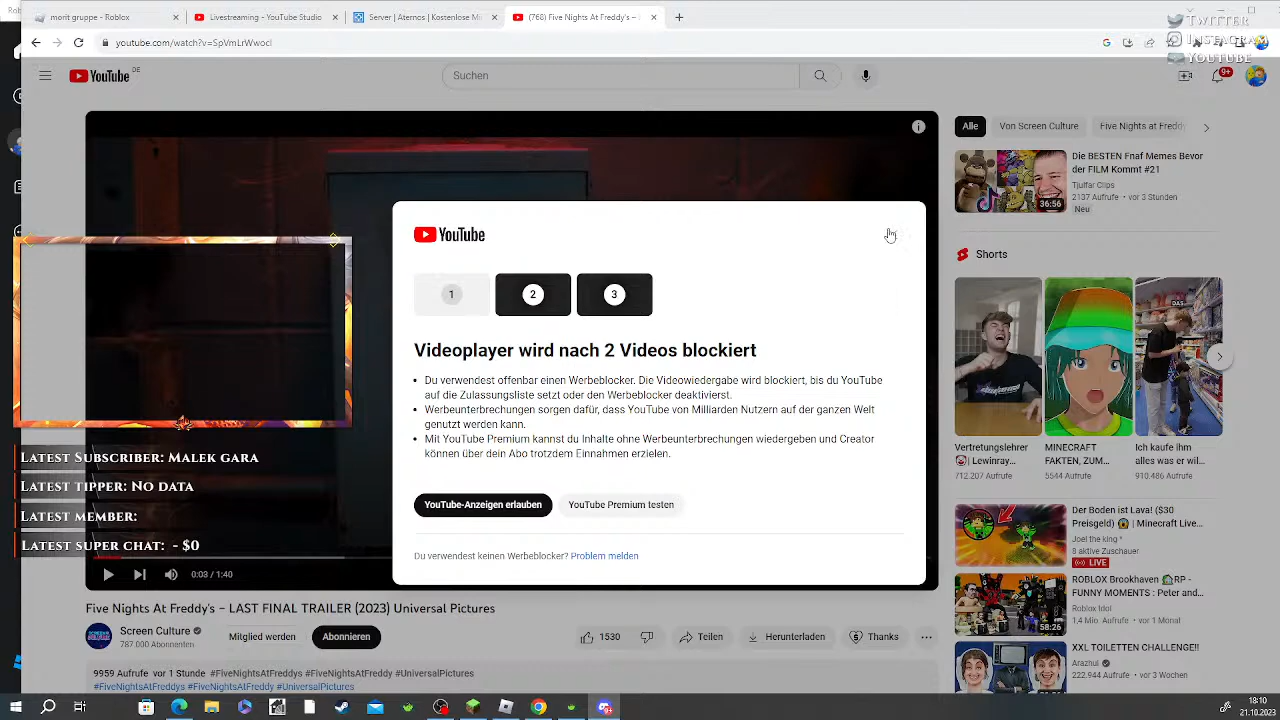 morit gruppe - Roblox
Livestreaming - YouTube Studio
Server | Aternos | Kostenlose Mi
(768) Five Nights At Freddy's –
Twitter
youtube.com/watch?v=SpVmLrWwocI
Instagram
Youtube
YouTube DE
Suchen
9+
Alle
Von Screen Culture
Five Nights at Freddy
Die BESTEN Fnaf Memes Bevor
der FILM Kommt #21
Tjulfar Clips
2137 Aufrufe • vor 3 Stunden
Neu
36:56
YouTube
Shorts
1
2
3
Videoplayer wird nach 2 Videos blockiert
• Du verwendest offenbar einen Werbeblocker. Die Videowiedergabe wird blockiert, bis du YouTube
auf die Zulassungsliste setzt oder den Werbeblocker deaktivierst.
• Werbeunterbrechungen sorgen dafür, dass YouTube von Milliarden Nutzern auf der ganzen Welt
genutzt werden kann.
• Mit YouTube Premium kannst du Inhalte ohne Werbeunterbrechungen wiedergeben und Creator
können über dein Abo trotzdem Einnahmen erzielen.
YouTube-Anzeigen erlauben
YouTube Premium testen
Du verwendest keinen Werbeblocker? Problem melden
DAS
Vertretungslehrer
Lewinray...
712.207 Aufrufe
MINECRAFT
FAKTEN, ZUM...
5544 Aufrufe
Ich kaufe ihm
alles was er wil...
910.486 Aufrufe
Latest Subscriber: Malek gara
Latest tipper: No data
Latest member:
Latest super chat: - $0
0:03 / 1:40
Der Boden ist Lava! ($30
Preisgeld) | Minecraft Live...
Joel the king *
8 aktive Zuschauer
LIVE
ROBLOX Brookhaven RP -
FUNNY MOMENTS : Peter and...
Roblox Idol
1,4 Mio. Aufrufe • vor 1 Monat
58:26
XXL TOILETTEN CHALLENGE!!
Arazhul
222.944 Aufrufe • vor 3 Wochen
Five Nights At Freddy's – LAST FINAL TRAILER (2023) Universal Pictures
Screen Culture
787.000 Abonnenten
Mitglied werden
Abonnieren
1530
Teilen
Herunterladen
Thanks
9959 Aufrufe vor 1 Stunde #FiveNightsAtFreddys #FiveNightsAtFreddy #UniversalPictures
#FiveNightsAtFreddys #FiveNightsAtFreddy #UniversalPictures
18:10
21.10.2023